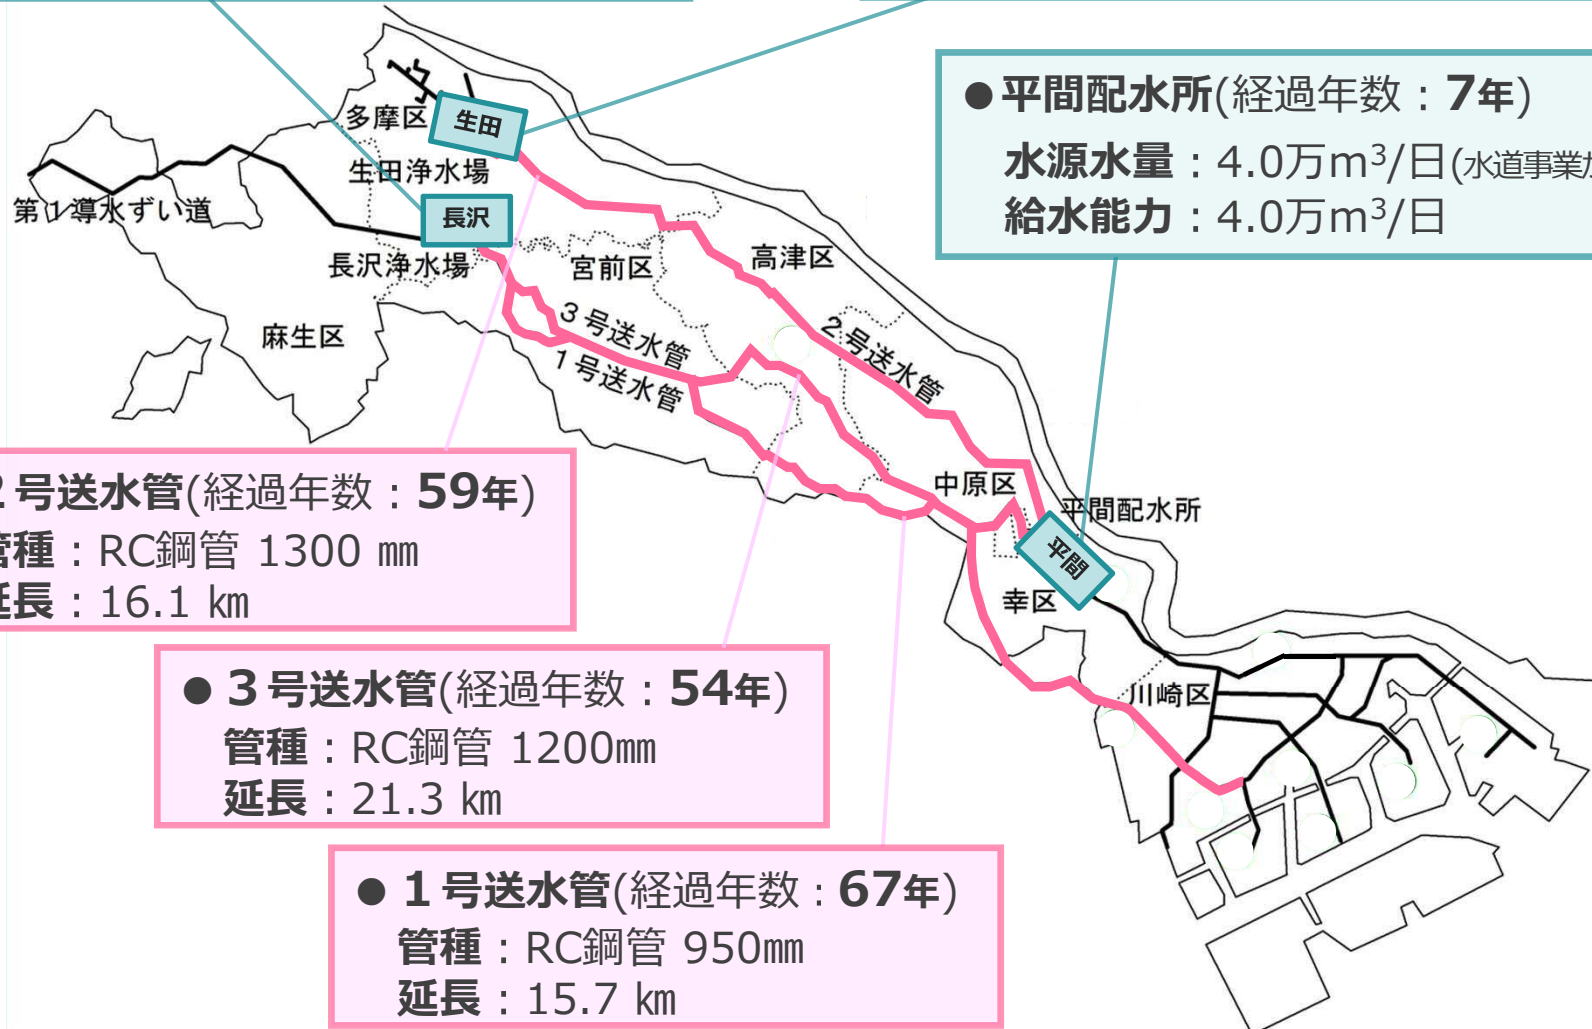 ●平間配水所(経過年数：7年)
水源水量：4.0万m³/日(水道事業
給水能力：4.0万m³/日
多摩区
生田
生田浄水場
第1導水ずい道
長沢
長沢浄水場
宮前区
高津区
麻生区
3号送水管
1号送水管
2号送水管
中原区
平間配水所
平間
幸区
川崎区
2号送水管(経過年数：59年)
管種：RC鋼管 1300 mm
延長：16.1 km
●3号送水管(経過年数：54年)
管種：RC鋼管 1200mm
延長：21.3 km
●1号送水管(経過年数：67年)
管種：RC鋼管 950mm
延長：15.7 km